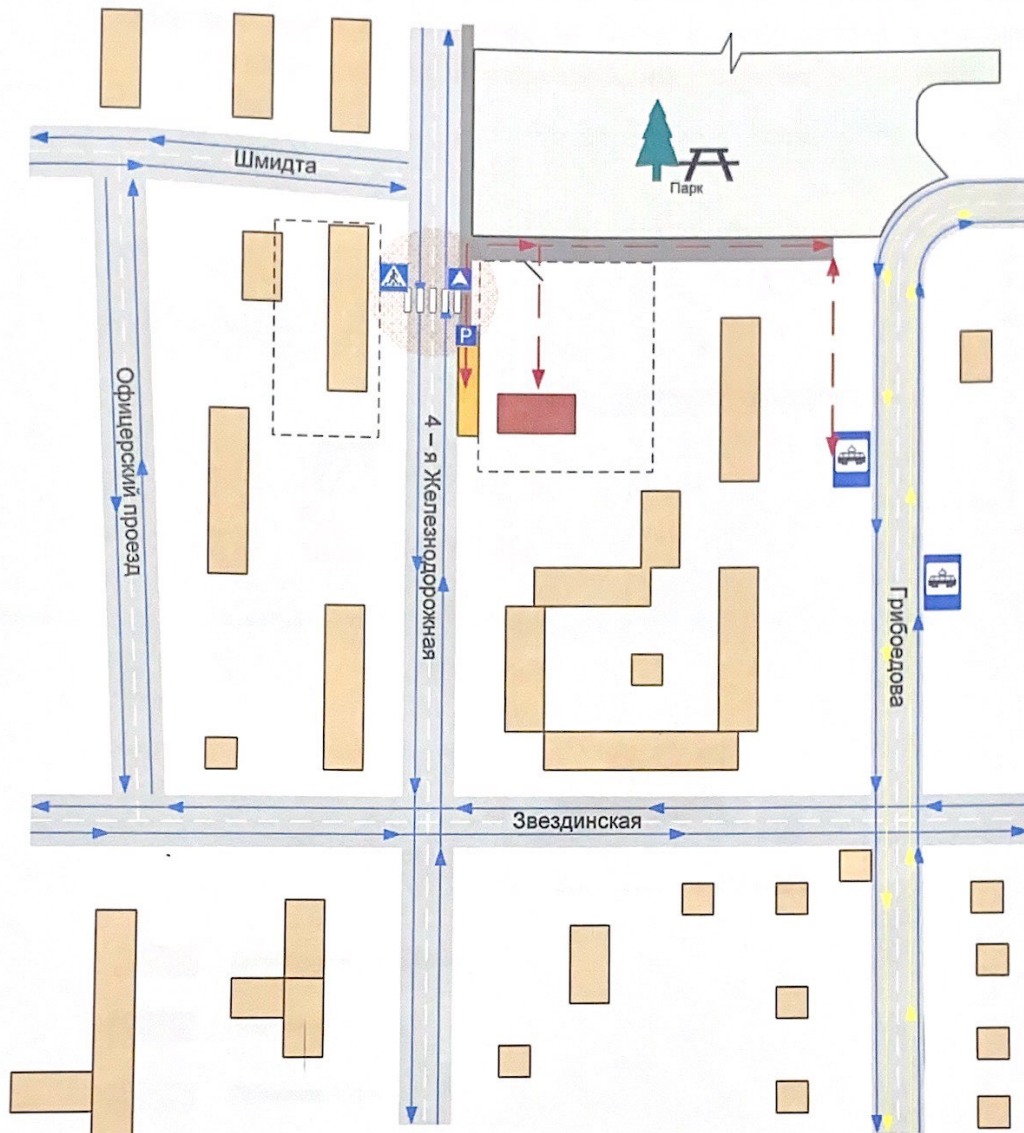 Шмидта
Парк
P
Офицерский проезд
4 – я Железнодорожная
Грибоедова
Звездинская